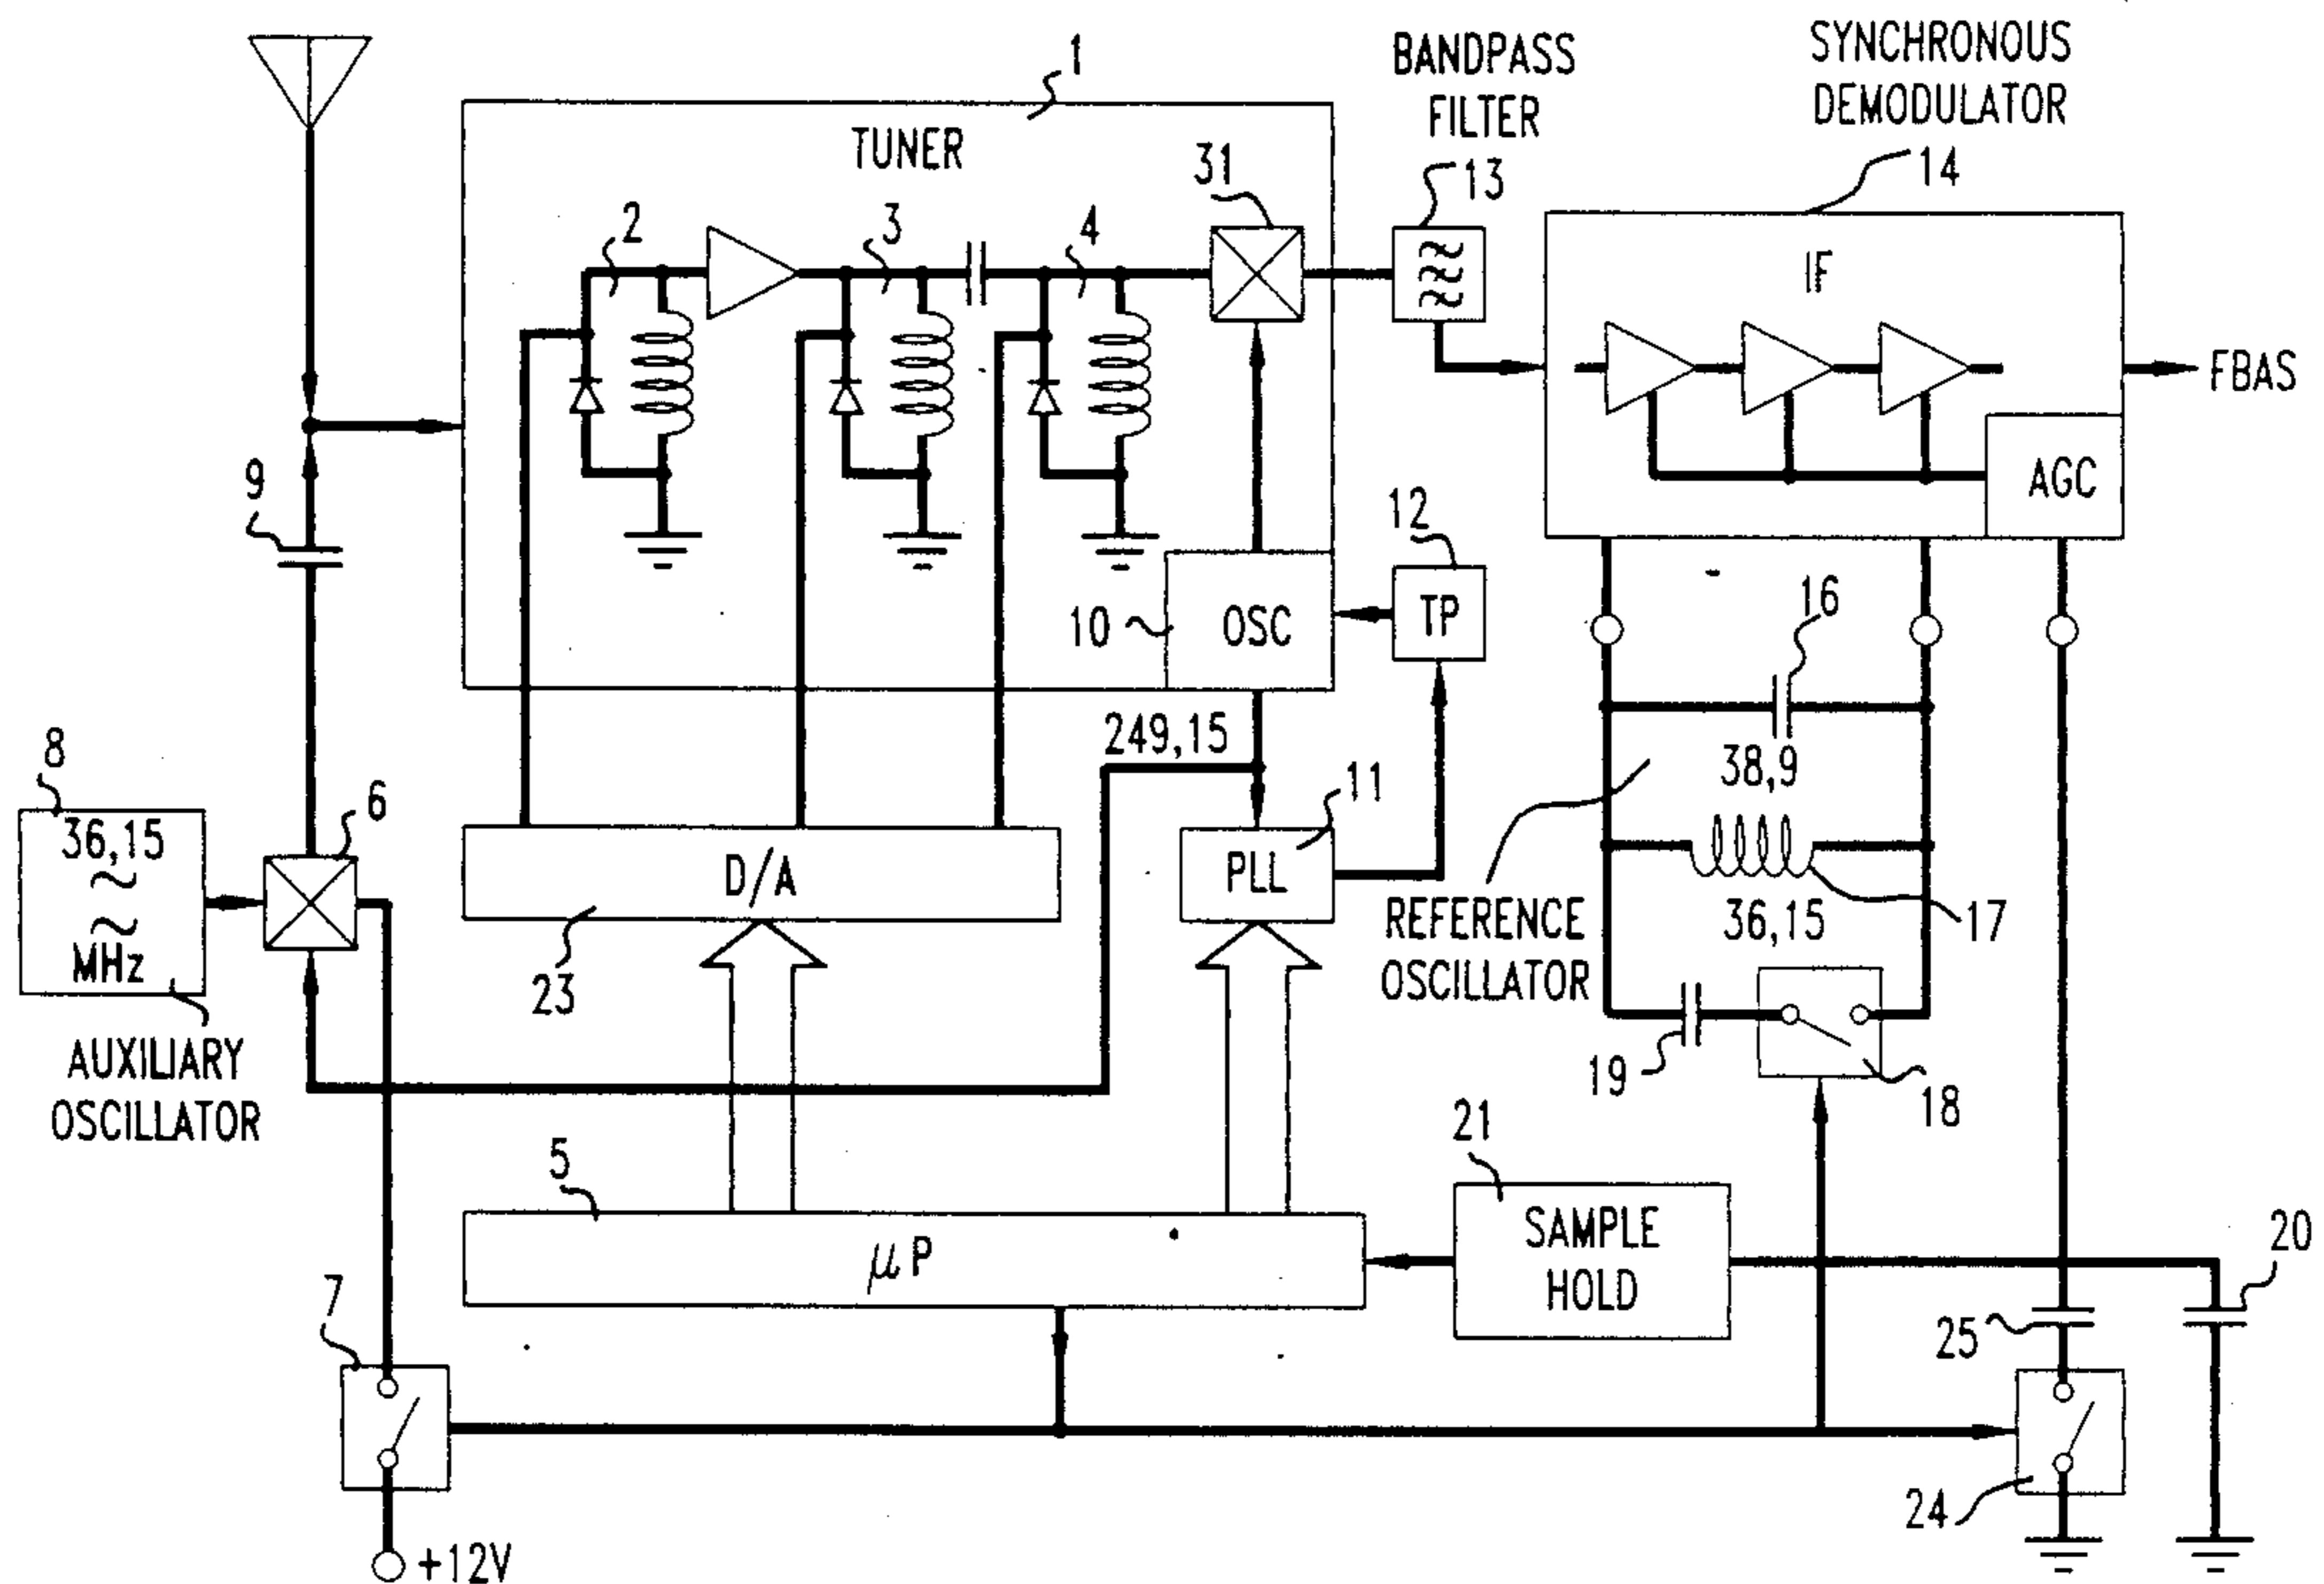 1
TUNER
2
3
4
31
BANDPASS
FILTER
13
SYNCHRONOUS
DEMODULATOR
14
IF
FBAS
AGC
9
12
TP
10
OSC
16
38,9
249,15
8
36,15
MHz
6
AUXILIARY
OSCILLATOR
D/A
23
11
PLL
REFERENCE
OSCILLATOR
36,15
17
19
18
5
μP
21
SAMPLE
HOLD
20
25
7
24
+12V